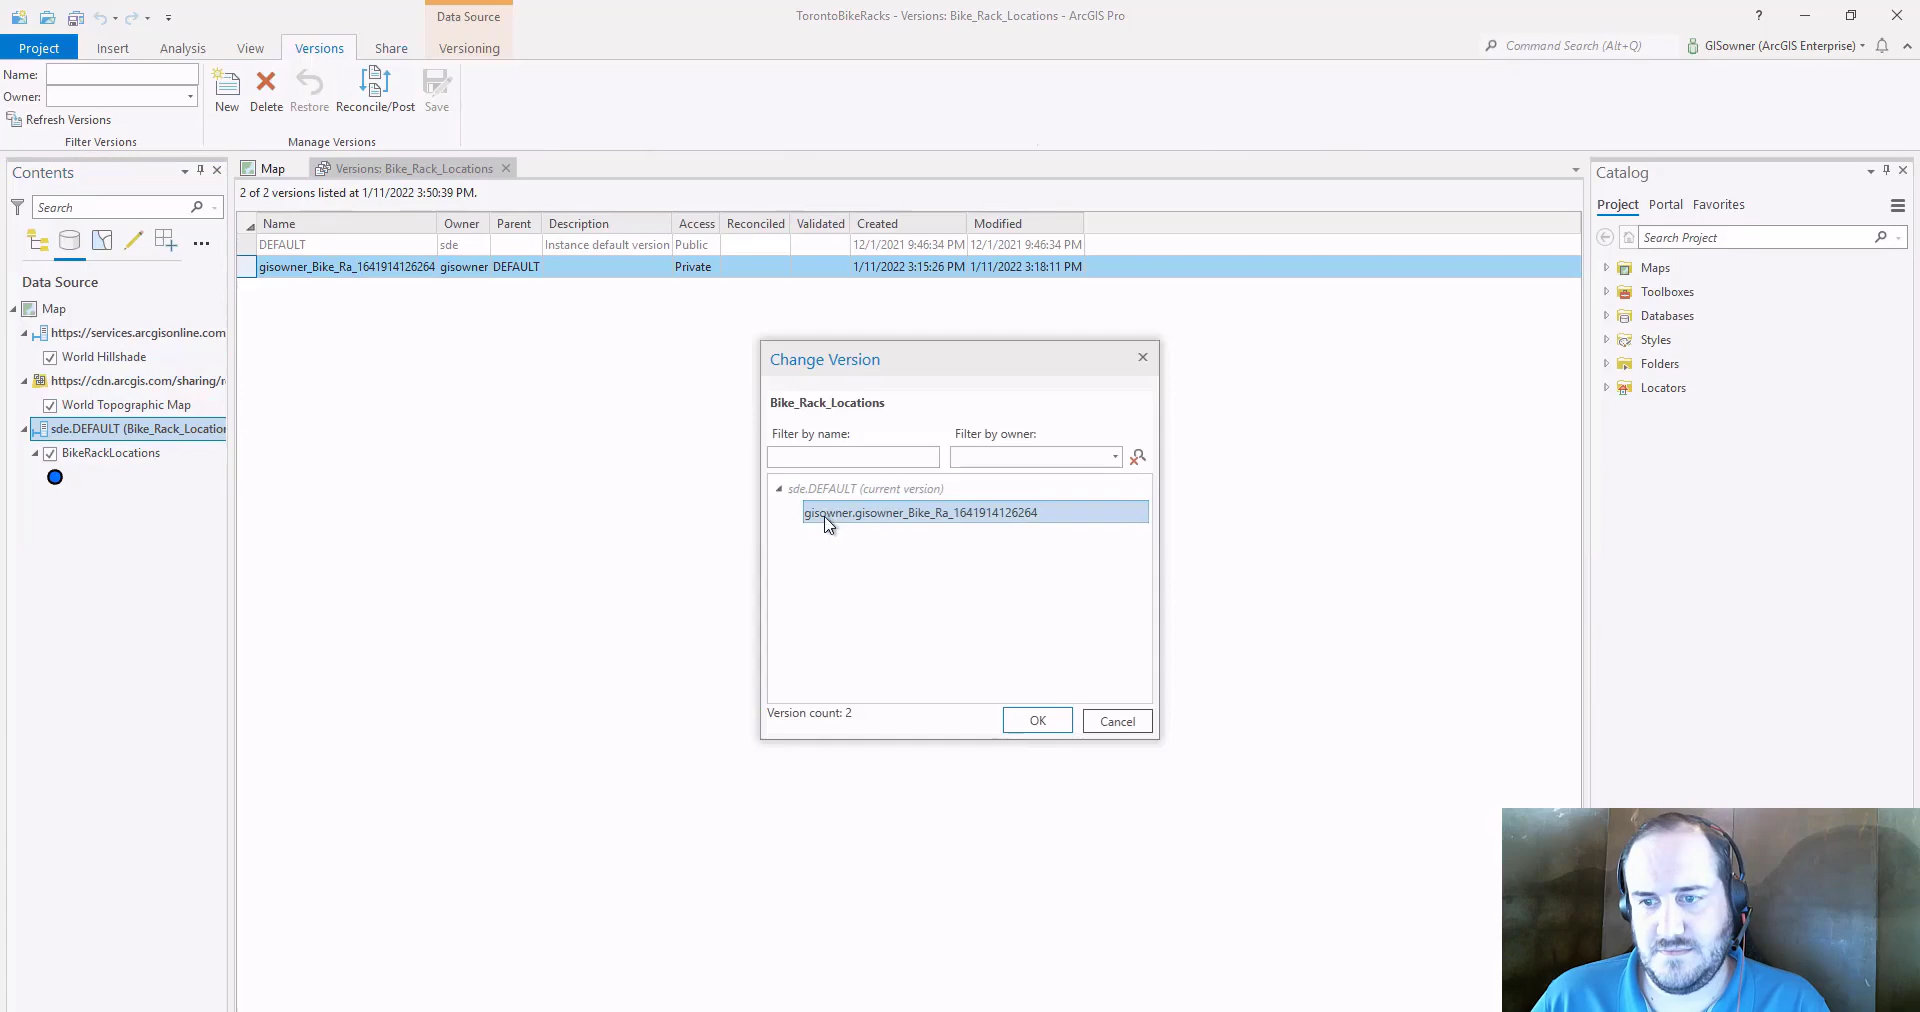 Data Source
TorontoBikeRacks - Versions: Bike_Rack_Locations - ArcGIS Pro
?
Project
Insert
Analysis
View
Versions
Share
Versioning
Command Search (Alt+Q)
GISowner (ArcGIS Enterprise)
Name:
Owner:
Refresh Versions
Filter Versions
New
Delete
Restore
Reconcile/Post
Save
Manage Versions
Contents
Search
Data Source
Map
https://services.arcgisonline.com
World Hillshade
https://cdn.arcgis.com/sharing/r
World Topographic Map
sde.DEFAULT (Bike_Rack_Location
BikeRackLocations
Map
Versions: Bike_Rack_Locations
2 of 2 versions listed at 1/11/2022 3:50:39 PM.
Name Owner Parent Description Access Reconciled Validated Created Modified
DEFAULT sde Instance default version Public 12/1/2021 9:46:34 PM 12/1/2021 9:46:34 PM
gisowner_Bike_Ra_1641914126264 gisowner DEFAULT Private 1/11/2022 3:15:26 PM 1/11/2022 3:18:11 PM
Change Version
Bike_Rack_Locations
Filter by name:
Filter by owner:
sde.DEFAULT (current version)
gisowner.gisowner_Bike_Ra_1641914126264
Version count: 2
OK
Cancel
Catalog
Project
Portal
Favorites
Search Project
Maps
Toolboxes
Databases
Styles
Folders
Locators